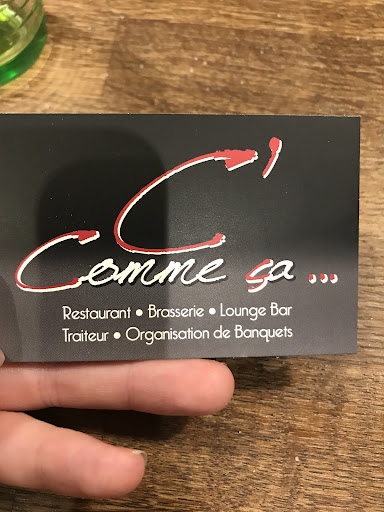 C'
Comme ça...
Restaurant • Brasserie • Lounge Bar
Traiteur • Organisation de Banquets